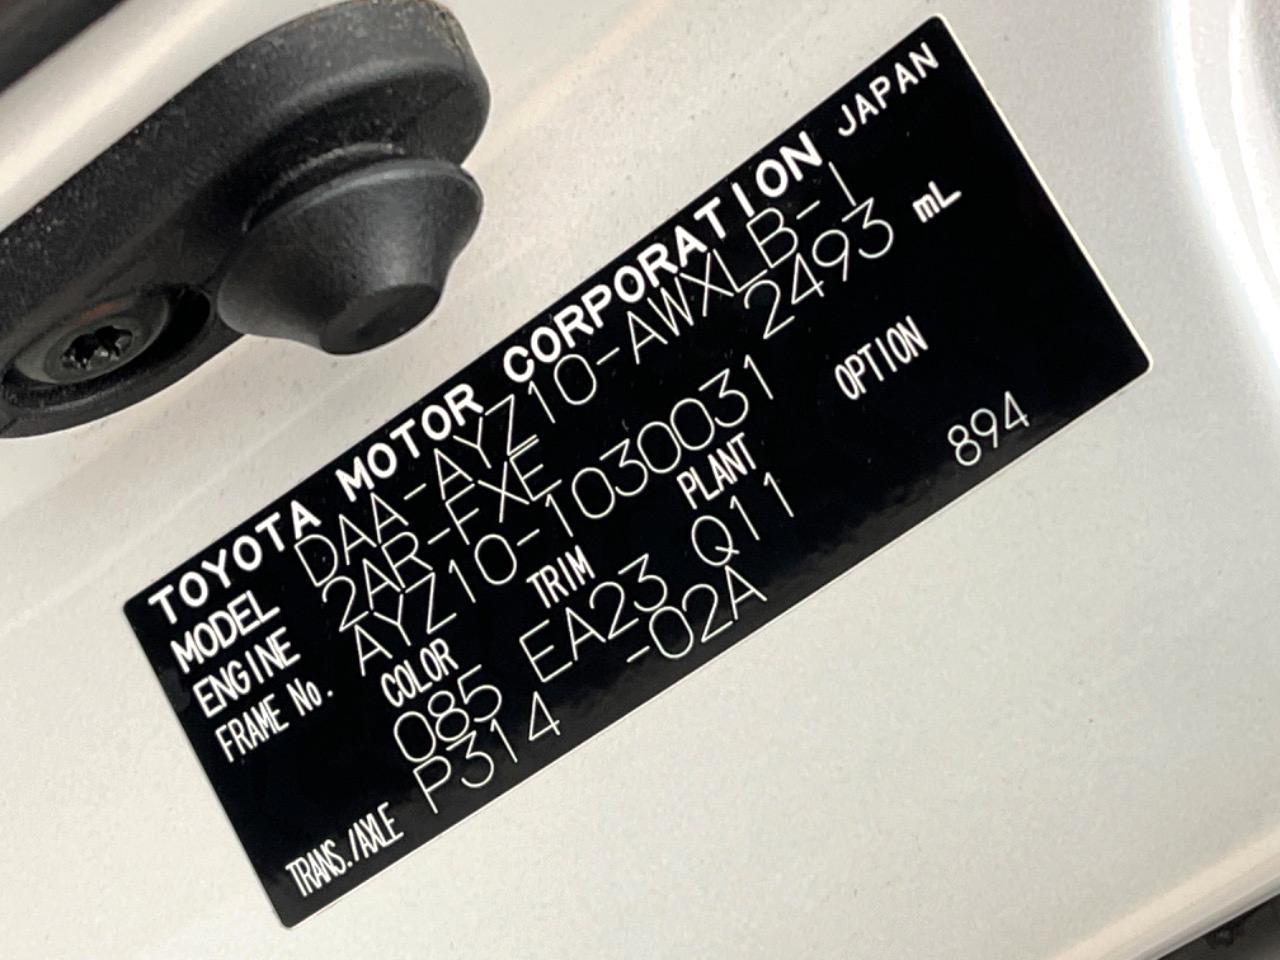 TOYOTA MOTOR CORPORATION JAPAN
MODEL DAA-AYZ10-AWXLB-I
ENGINE 2AR-FXE 2493 mL
FRAME No. AYZ10-1030031
COLOR TRIM PLANT OPTION
085 EA23 Q11 894
TRANS./AXLE P314 -02A